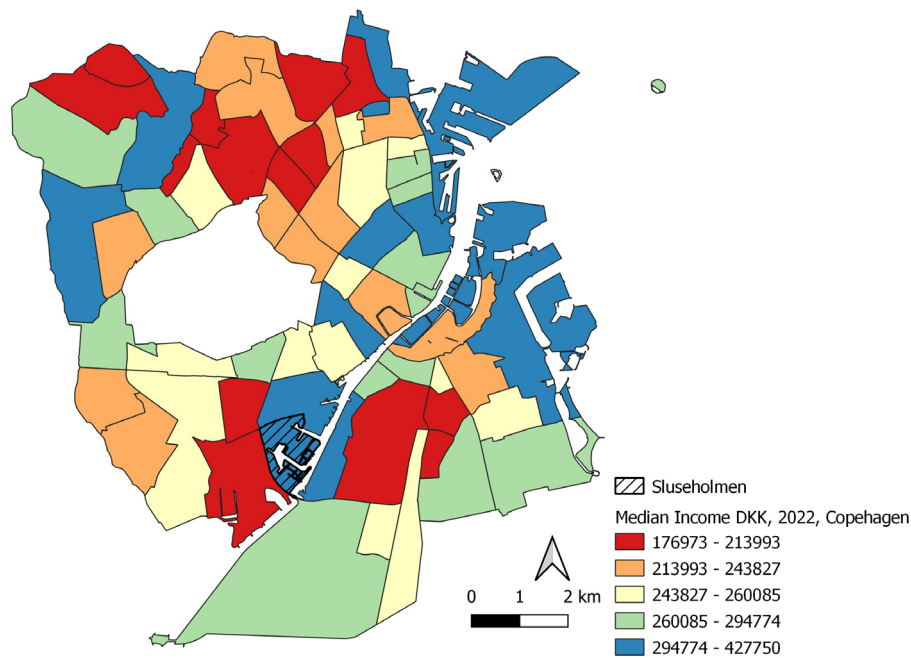 Sluseholmen
Median Income DKK, 2022, Copehagen
176973 - 213993
213993 - 243827
243827 - 260085
260085 - 294774
294774 - 427750
0 1 2 km